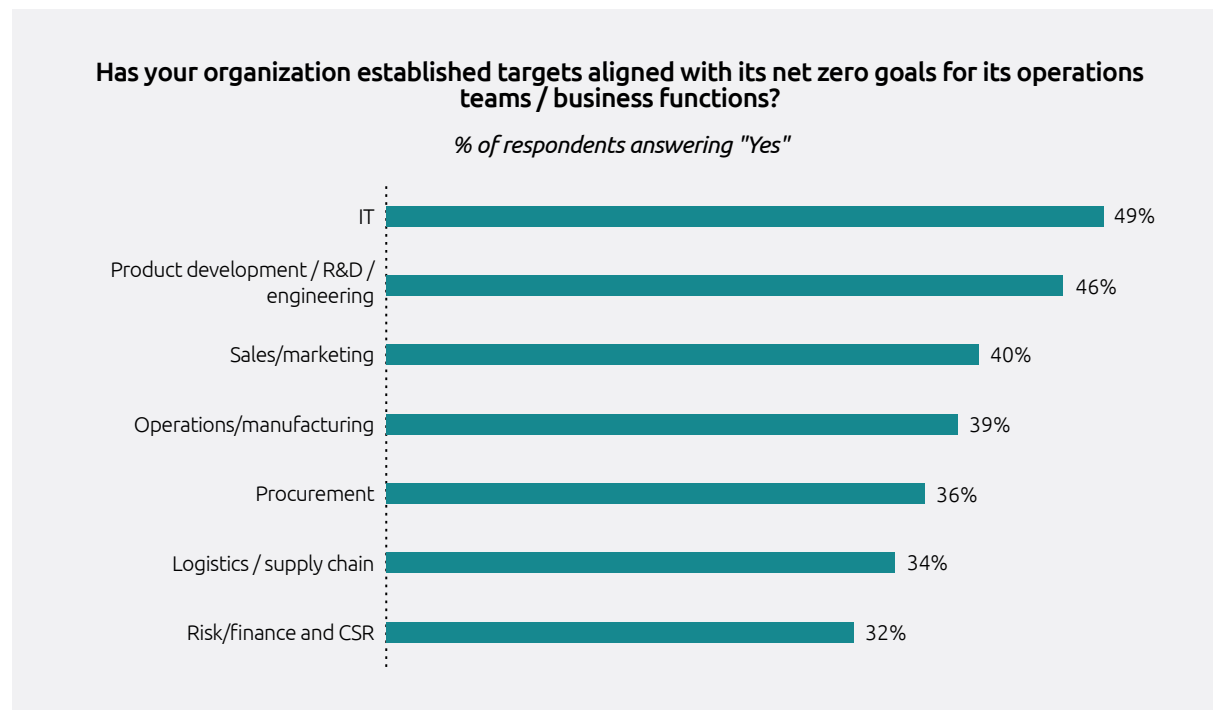 Has your organization established targets aligned with its net zero goals for its operations
teams / business functions?
% of respondents answering "Yes"
IT
49%
Product development / R&D /
engineering
46%
Sales/marketing
40%
Operations/manufacturing
39%
Procurement
36%
Logistics / supply chain
34%
Risk/finance and CSR
32%